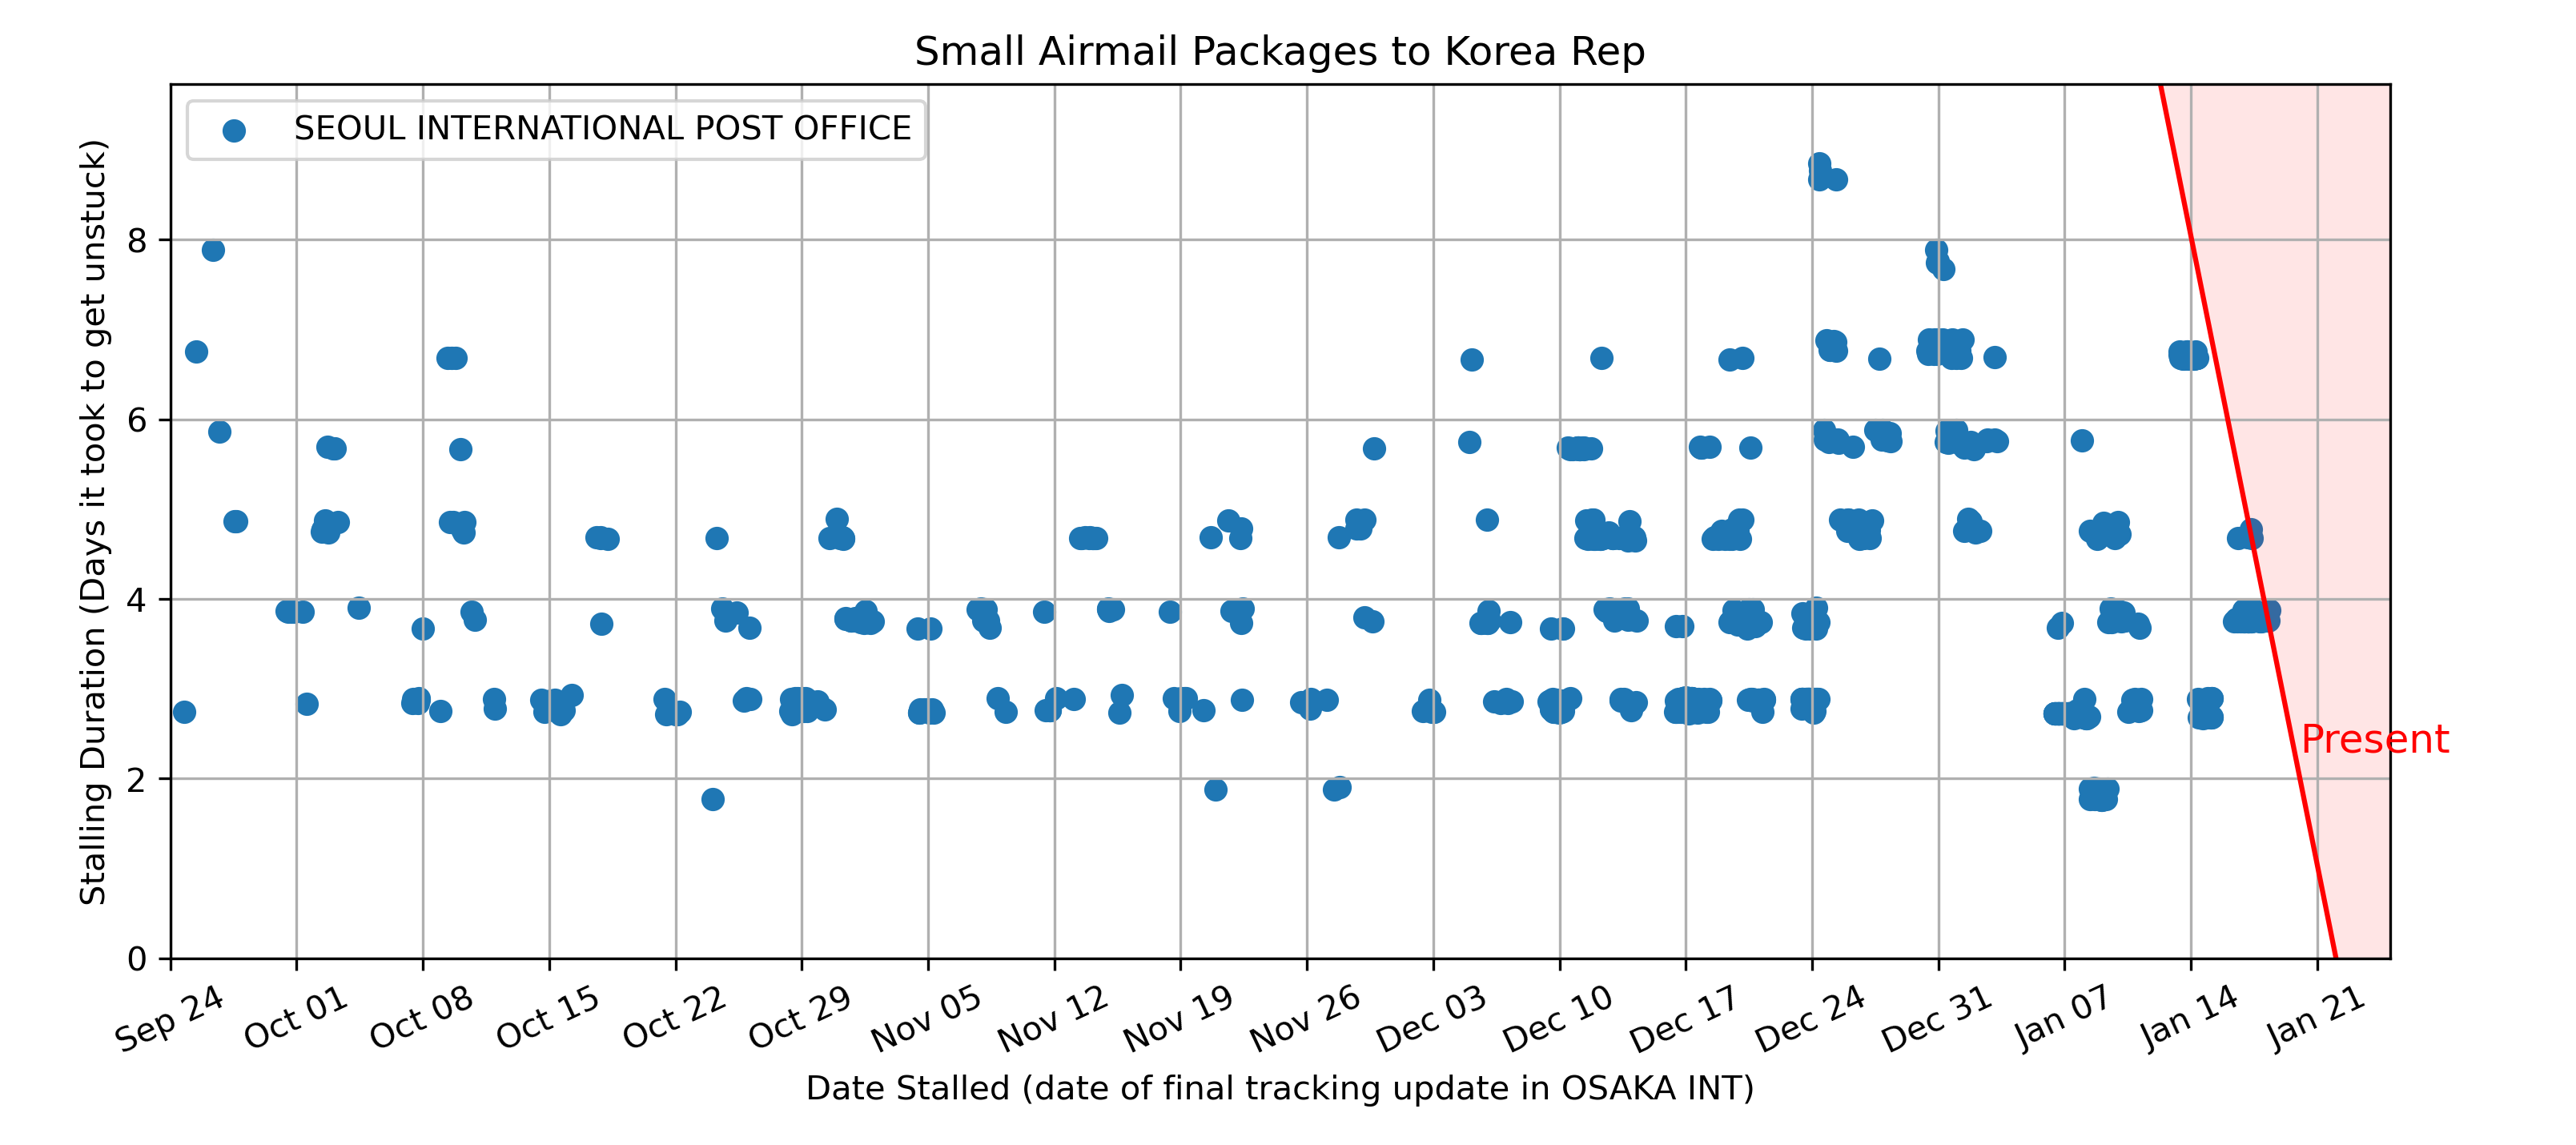 Small Airmail Packages to Korea Rep
SEOUL INTERNATIONAL POST OFFICE
Stalling Duration (Days it took to get unstuck)
8
6
4
2
0
Present
Sep 24
Oct 01
Oct 08
Oct 15
Oct 22
Oct 29
Nov 05
Nov 12
Nov 19
Nov 26
Dec 03
Dec 10
Dec 17
Dec 24
Dec 31
Jan 07
Jan 14
Jan 21
Date Stalled (date of final tracking update in OSAKA INT)